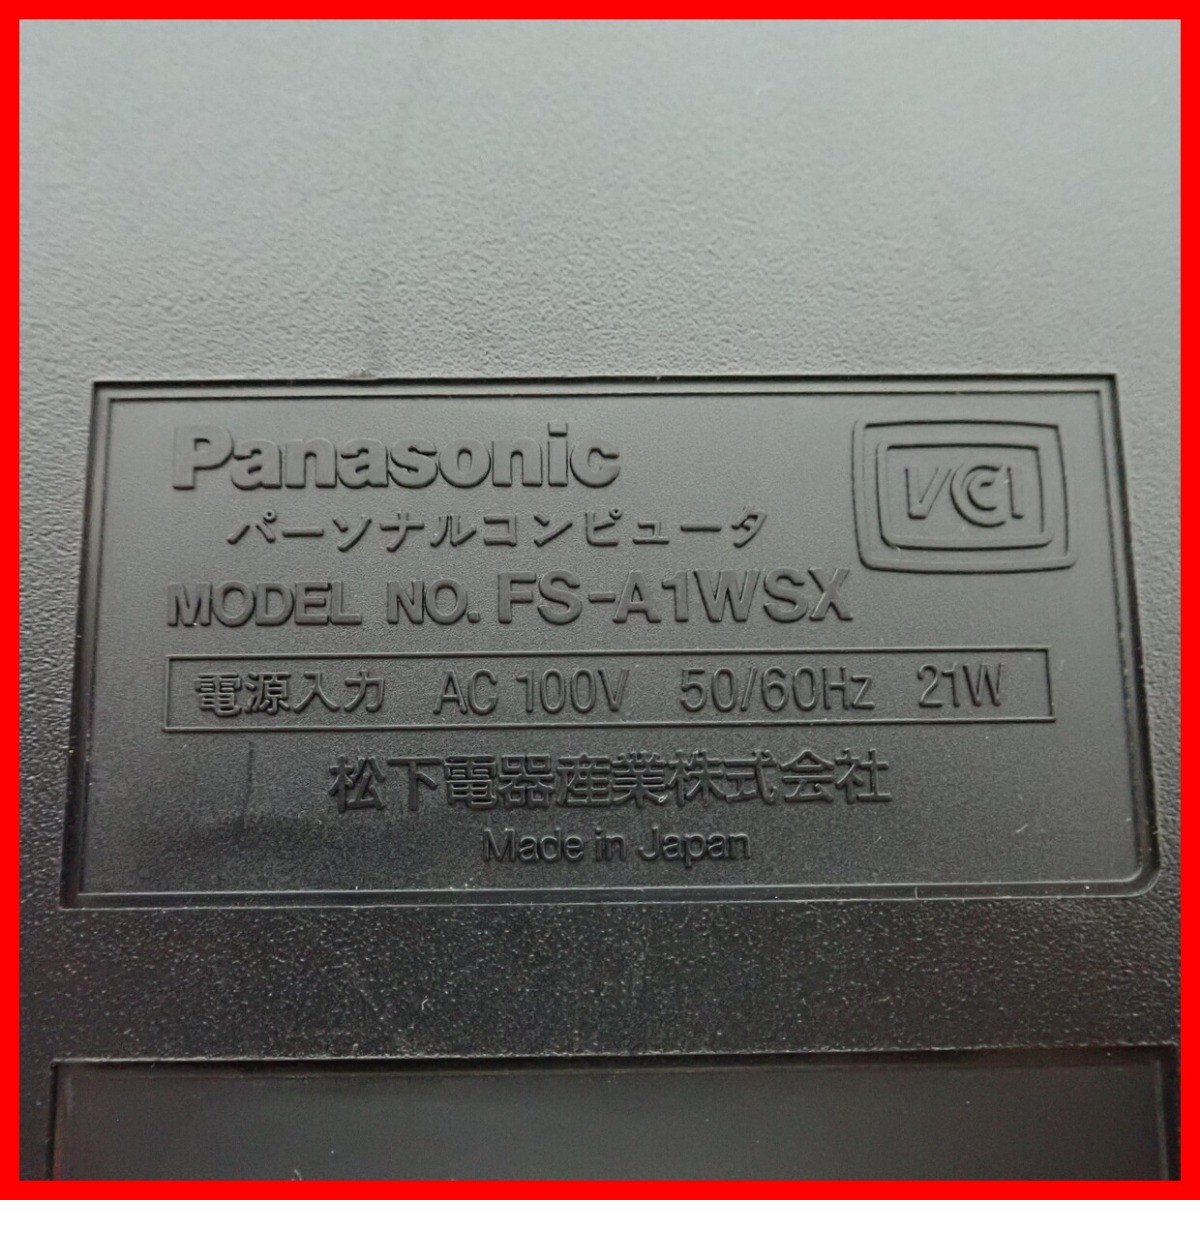 Panasonic
VCCI
パーソナルコンピュータ
MODEL NO. FS-A1WSX
電源入力 AC 100V 50/60Hz 21W
松下電器産業株式会社
Made in Japan